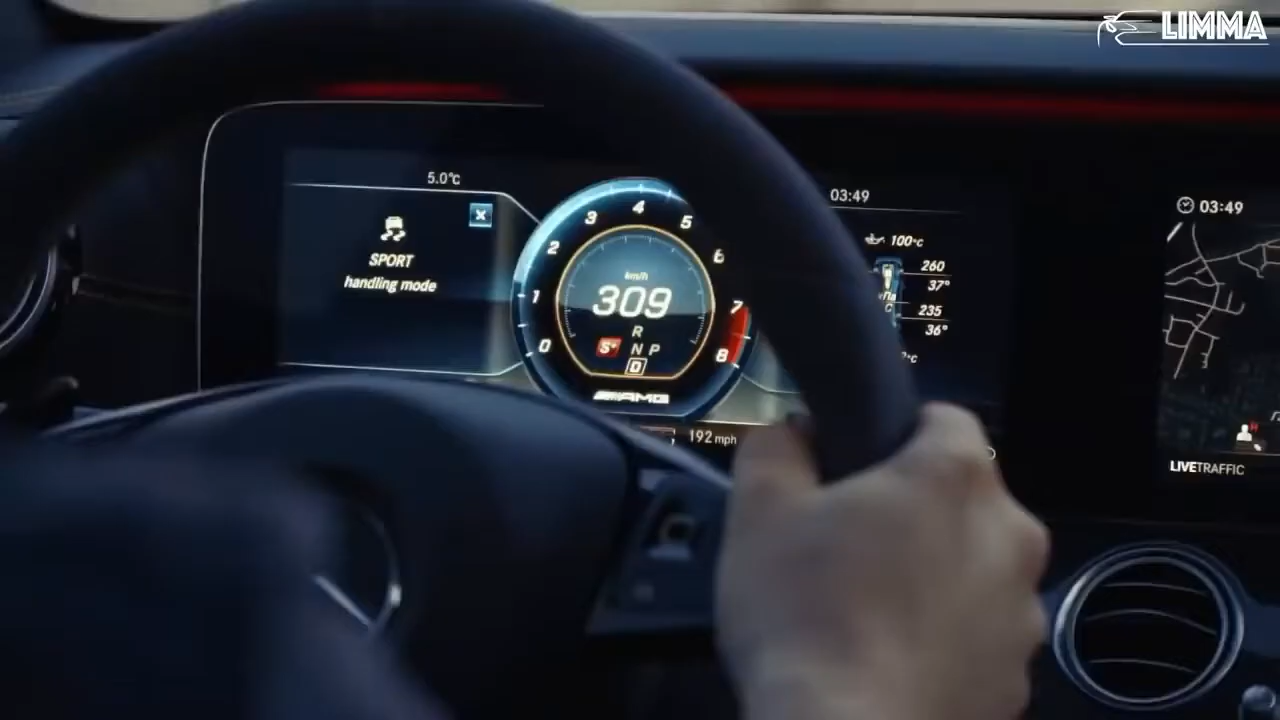 LIMMA
5.0°C
SPORT
handling mode
0
1
2
3
4
5
6
7
8
km/h
309
R
S+
N P
D
AMG
192 mph
03:49
100°C
260
37°
235
36°
03:49
LIVETRAFFIC